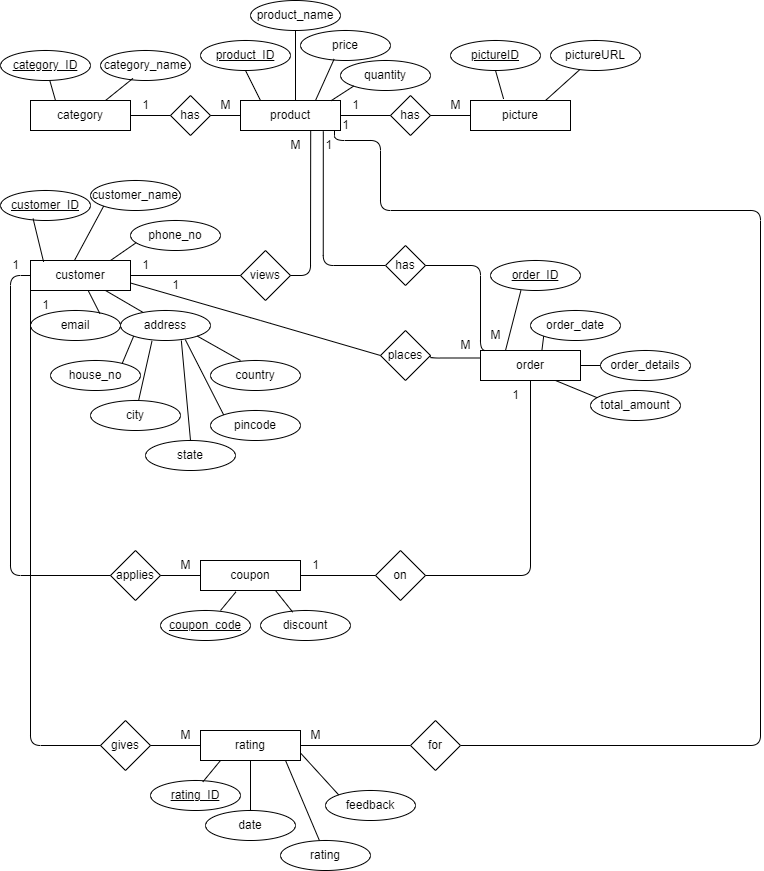 product_name
category_ID
category_name
product_ID
price
pictureID
pictureURL
quantity
category
1
has
M
product
1
has
M
picture
1
M
1
customer_ID
customer_name
phone_no
1
customer
1
views
has
order_ID
1
1
email
address
order_date
M
M
places
order
order_details
house_no
country
total_amount
1
city
pincode
state
applies
M
coupon
1
on
coupon_code
discount
gives
M
rating
M
for
rating_ID
feedback
date
rating